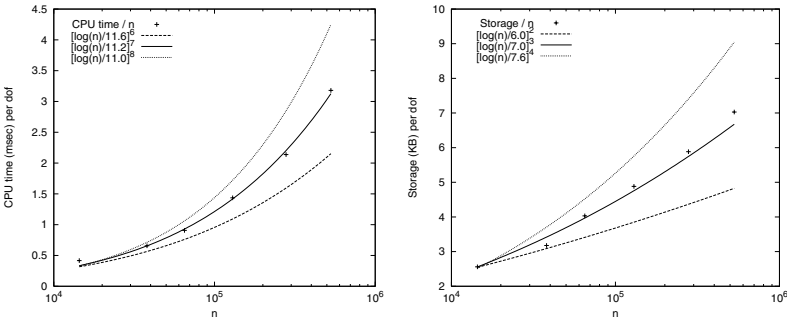 CPU time / n
[log(n)/11.6]^6
[log(n)/11.2]^7
[log(n)/11.0]^8
4.5
4
3.5
3
2.5
2
1.5
1
0.5
0
10^4
10^5
10^6
n
CPU time (msec) per dof
Storage / n
[log(n)/6.0]^2
[log(n)/7.0]^3
[log(n)/7.6]^4
10
9
8
7
6
5
4
3
2
10^4
10^5
10^6
n
Storage (KB) per dof